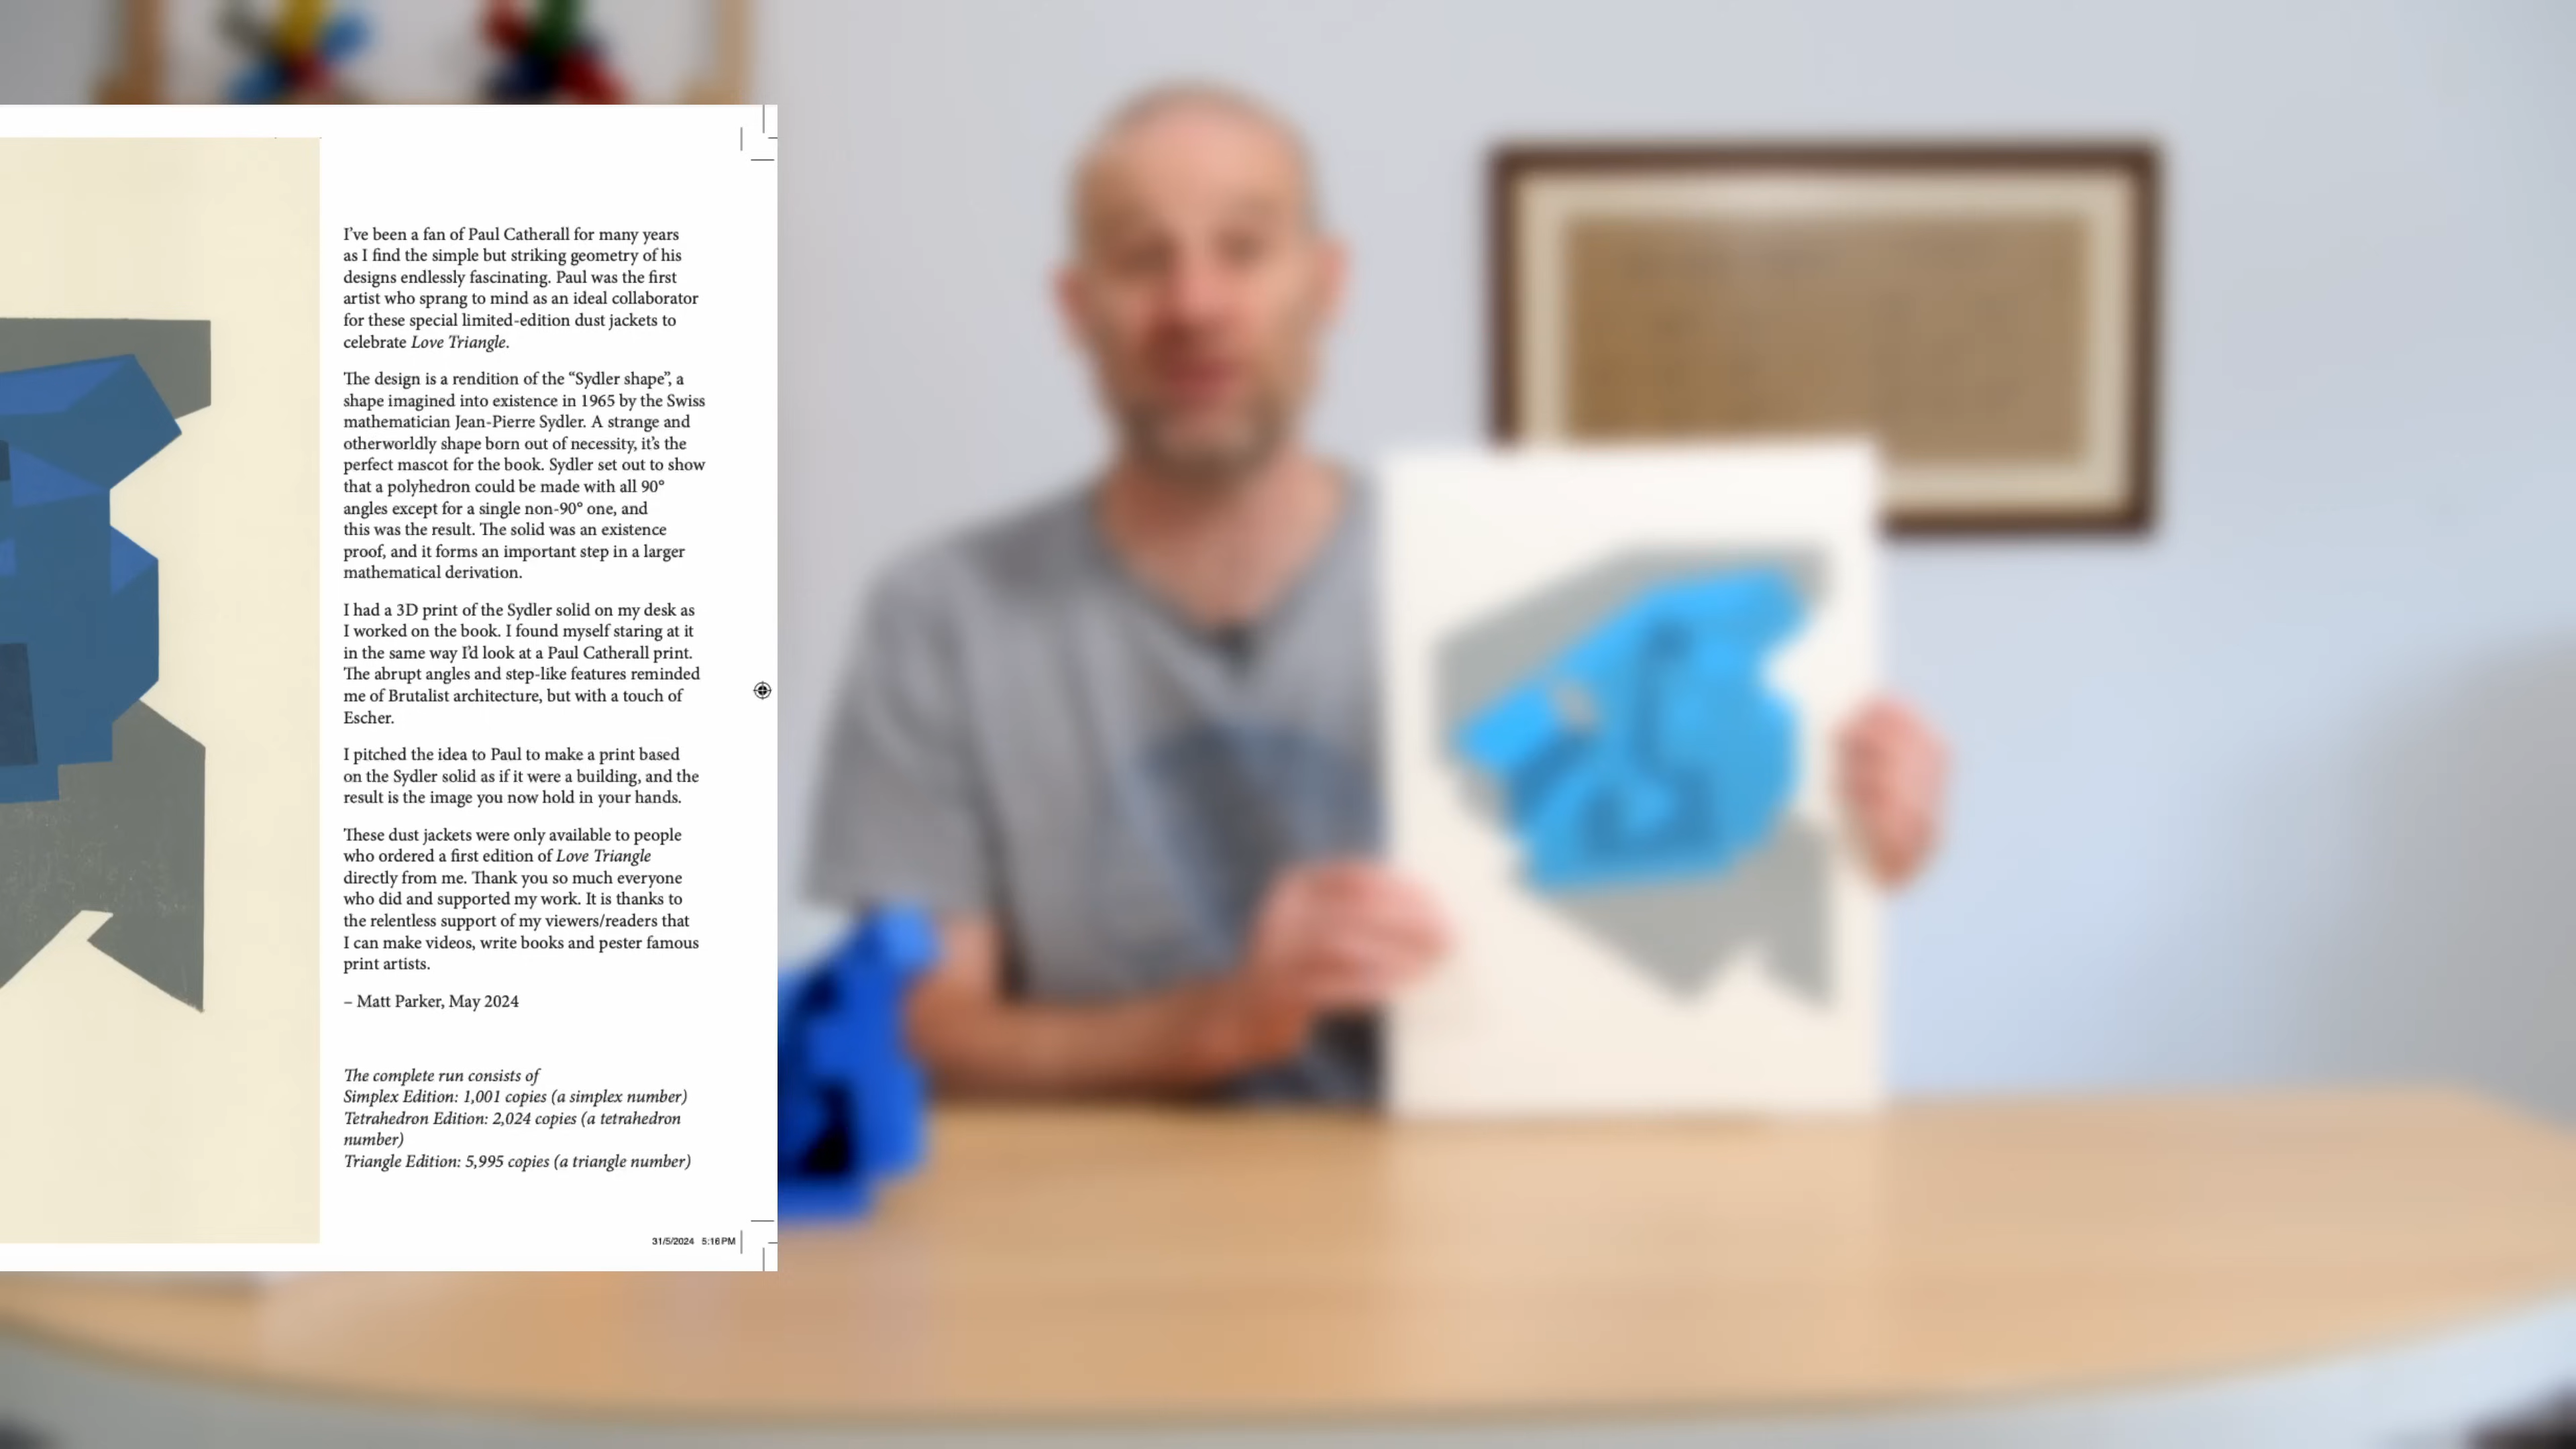 I've been a fan of Paul Catherall for many years
as I find the simple but striking geometry of his
designs endlessly fascinating. Paul was the first
artist who sprang to mind as an ideal collaborator
for these special limited-edition dust jackets to
celebrate Love Triangle.
The design is a rendition of the “Sydler shape”, a
shape imagined into existence in 1965 by the Swiss
mathematician Jean-Pierre Sydler. A strange and
otherworldly shape born out of necessity, it's the
perfect mascot for the book. Sydler set out to show
that a polyhedron could be made with all 90°
angles except for a single non-90° one, and
this was the result. The solid was an existence
proof, and it forms an important step in a larger
mathematical derivation.
I had a 3D print of the Sydler solid on my desk as
I worked on the book. I found myself staring at it
in the same way I'd look at a Paul Catherall print.
The abrupt angles and step-like features reminded
me of Brutalist architecture, but with a touch of
Escher.
I pitched the idea to Paul to make a print based
on the Sydler solid as if it were a building, and the
result is the image you now hold in your hands.
These dust jackets were only available to people
who ordered a first edition of Love Triangle
directly from me. Thank you so much everyone
who did and supported my work. It is thanks to
the relentless support of my viewers/readers that
I can make videos, write books and pester famous
print artists.
– Matt Parker, May 2024
The complete run consists of
Simplex Edition: 1,001 copies (a simplex number)
Tetrahedron Edition: 2,024 copies (a tetrahedron
number)
Triangle Edition: 5,995 copies (a triangle number)
31/5/2024 5:16 PM